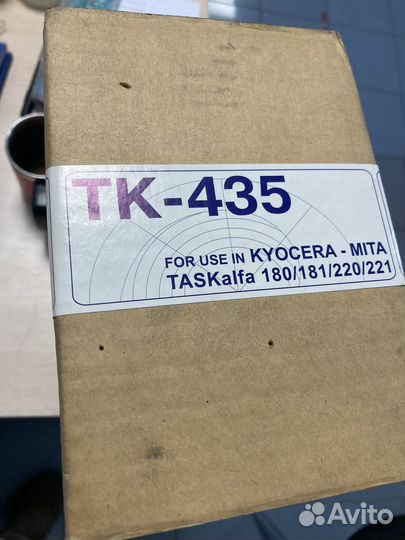 TK-435
FOR USE IN KYOCERA - MITA
TASKalfa 180/181/220/221
Avito